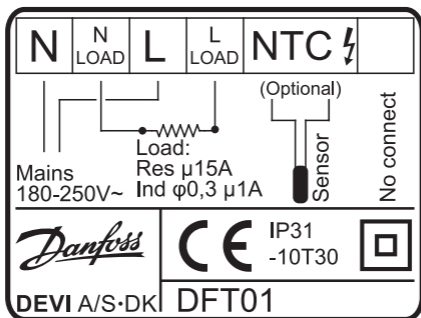 N N LOAD L L LOAD NTC
(Optional)
Load:
Res µ15A
Ind φ0,3 µ1A
Mains
180-250V~
Sensor
No connect
Danfoss
CE
IP31
-10T30
DEVI A/S·DK
DFT01